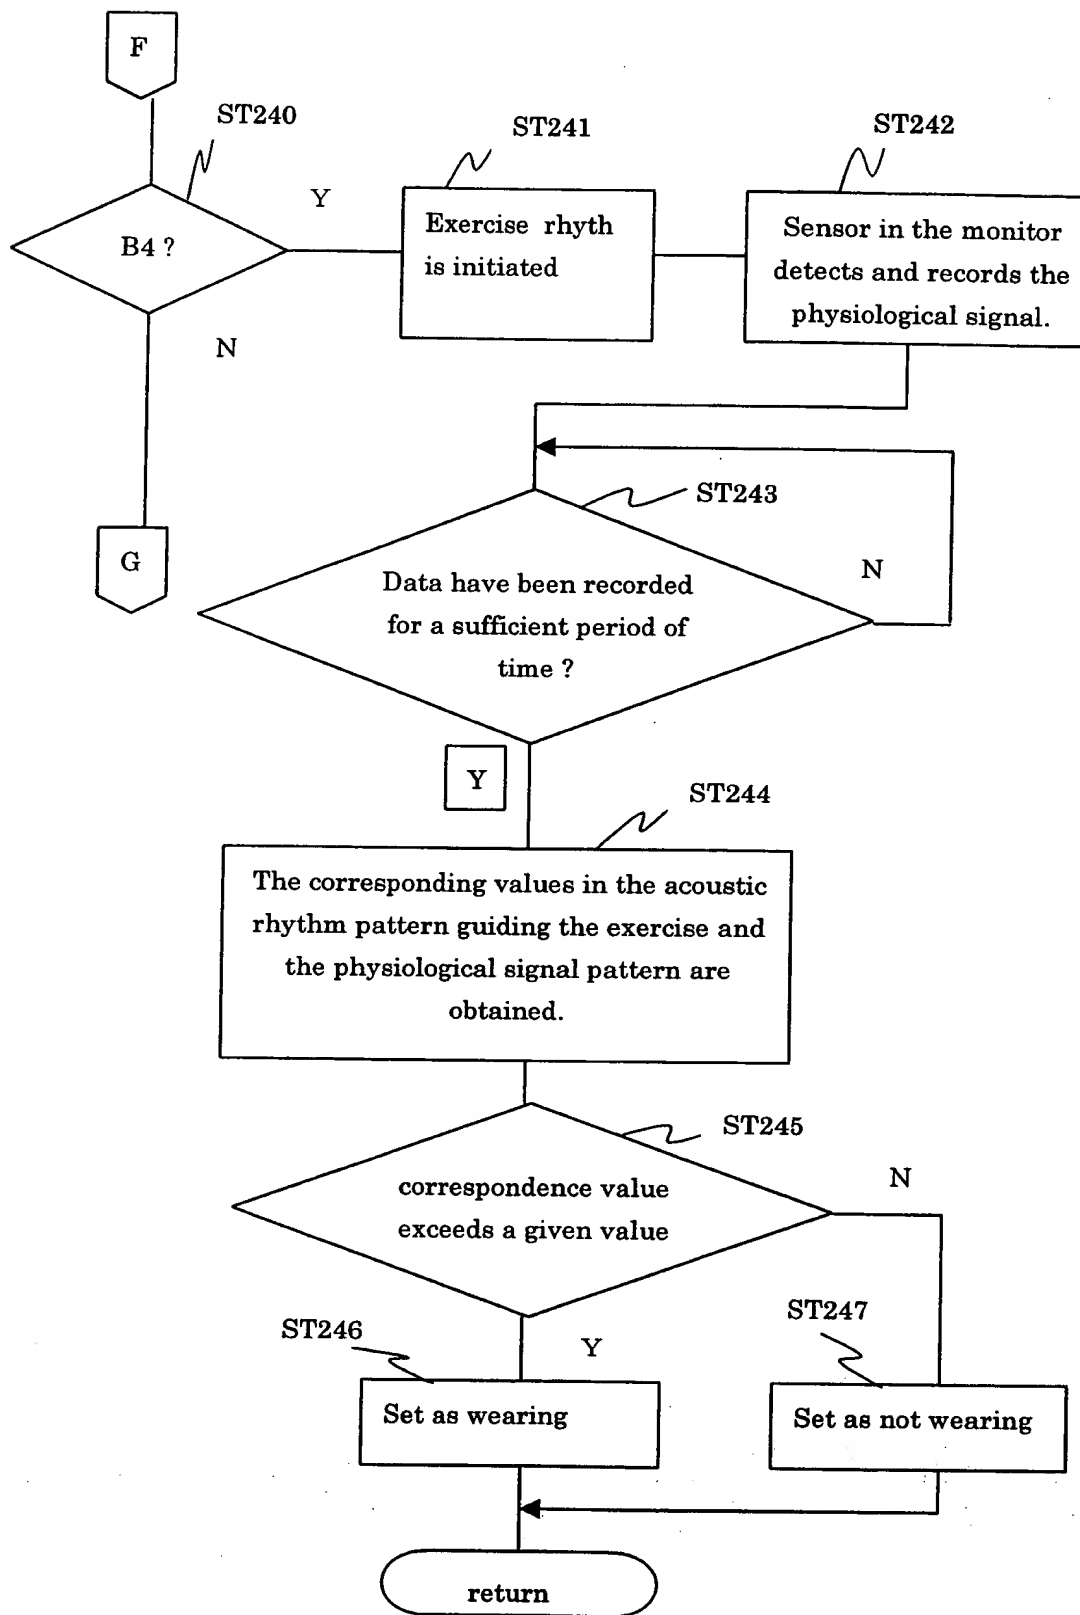 F
ST240
ST241
ST242
B4 ?
Y
Exercise rhyth
is initiated
Sensor in the monitor
detects and records the
physiological signal.
N
G
ST243
Data have been recorded
for a sufficient period of
time ?
N
Y
ST244
The corresponding values in the acoustic
rhythm pattern guiding the exercise and
the physiological signal pattern are
obtained.
ST245
correspondence value
exceeds a given value
N
ST246
Y
ST247
Set as wearing
Set as not wearing
return